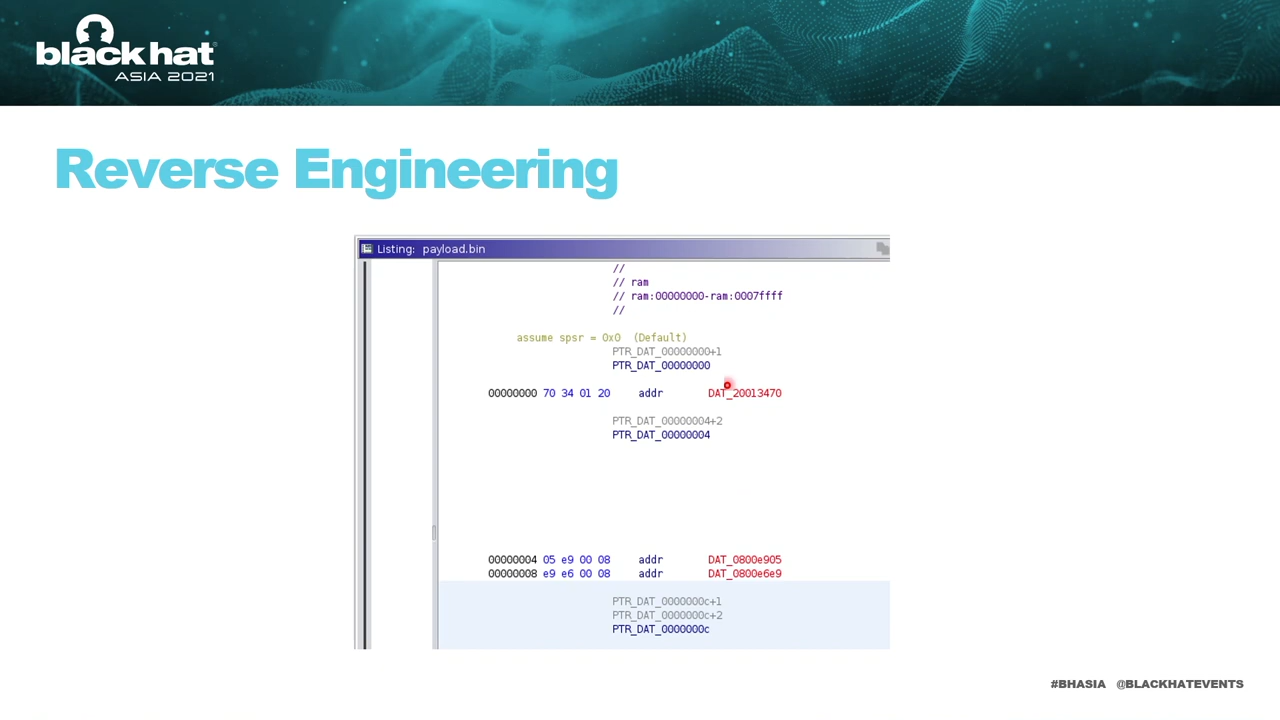 black hat
ASIA 2021
Reverse Engineering
Listing: payload.bin
//
// ram
// ram:00000000-ram:0007ffff
//
assume spsr = 0x0 (Default)
PTR_DAT_00000000+1
PTR_DAT_00000000
00000000 70 34 01 20 addr DAT_20013470
PTR_DAT_00000004+2
PTR_DAT_00000004
00000004 05 e9 00 08 addr DAT_0800e905
00000008 e9 e6 00 08 addr DAT_0800e6e9
PTR_DAT_0000000c+1
PTR_DAT_0000000c+2
PTR_DAT_0000000c
#BHASIA @BLACKHATEVENTS